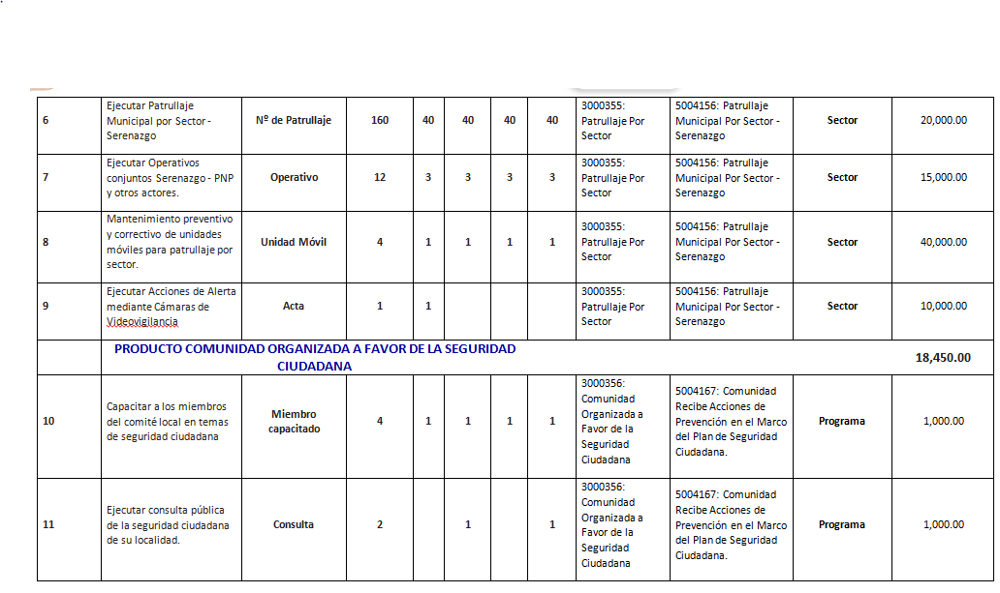 6 Ejecutar Patrullaje Municipal por Sector - Serenazgo Nº de Patrullaje 160 40 40 40 40 3000355: Patrullaje Por Sector 5004156: Patrullaje Municipal Por Sector - Serenazgo Sector 20,000.00
7 Ejecutar Operativos conjuntos Serenazgo - PNP y otros actores. Operativo 12 3 3 3 3 3000355: Patrullaje Por Sector 5004156: Patrullaje Municipal Por Sector - Serenazgo Sector 15,000.00
8 Mantenimiento preventivo y correctivo de unidades móviles para patrullaje por sector. Unidad Móvil 4 1 1 1 1 3000355: Patrullaje Por Sector 5004156: Patrullaje Municipal Por Sector - Serenazgo Sector 40,000.00
9 Ejecutar Acciones de Alerta mediante Cámaras de Videovigilancia Acta 1 1 3000355: Patrullaje Por Sector 5004156: Patrullaje Municipal Por Sector - Serenazgo Sector 10,000.00
PRODUCTO COMUNIDAD ORGANIZADA A FAVOR DE LA SEGURIDAD
CIUDADANA 18,450.00
10 Capacitar a los miembros del comité local en temas de seguridad ciudadana Miembro capacitado 4 1 1 1 1 3000356: Comunidad Organizada a Favor de la Seguridad Ciudadana 5004167: Comunidad Recibe Acciones de Prevención en el Marco del Plan de Seguridad Ciudadana. Programa 1,000.00
11 Ejecutar consulta pública de la seguridad ciudadana de su localidad. Consulta 2 1 1 3000356: Comunidad Organizada a Favor de la Seguridad Ciudadana 5004167: Comunidad Recibe Acciones de Prevención en el Marco del Plan de Seguridad Ciudadana. Programa 1,000.00